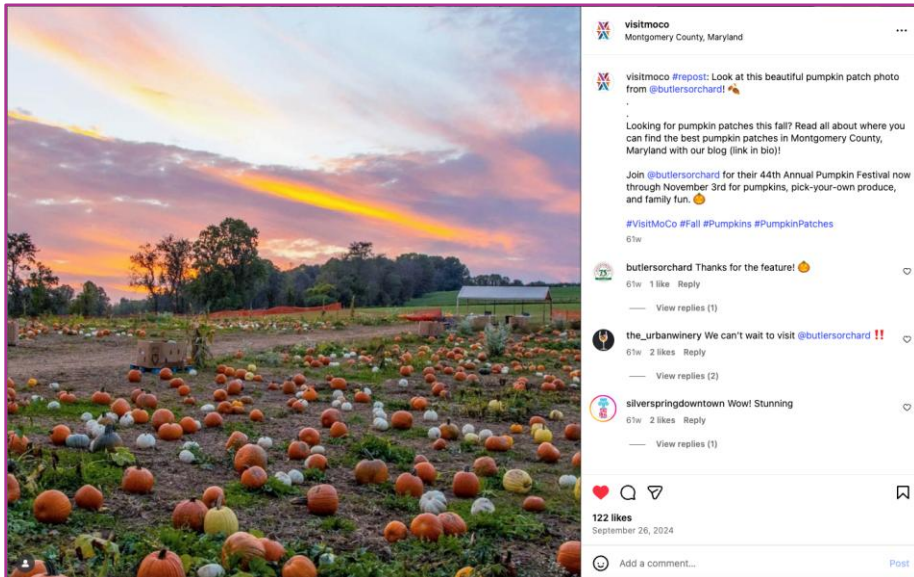 visitmoco
Montgomery County, Maryland
visitmoco #repost: Look at this beautiful pumpkin patch photo
from @butlersorchard! 🍂
.
.
Looking for pumpkin patches this fall? Read all about where you
can find the best pumpkin patches in Montgomery County,
Maryland with our blog (link in bio)!
Join @butlersorchard for their 44th Annual Pumpkin Festival now
through November 3rd for pumpkins, pick-your-own produce,
and family fun. 🎃
#VisitMoCo #Fall #Pumpkins #PumpkinPatches
61w
butlersorchard Thanks for the feature! 🎃
61w 1 like Reply
View replies (1)
the_urbanwinery We can't wait to visit @butlersorchard ‼️
61w 2 likes Reply
View replies (2)
silverspringdowntown Wow! Stunning
61w 2 likes Reply
View replies (1)
122 likes
September 26, 2024
Add a comment...
Post